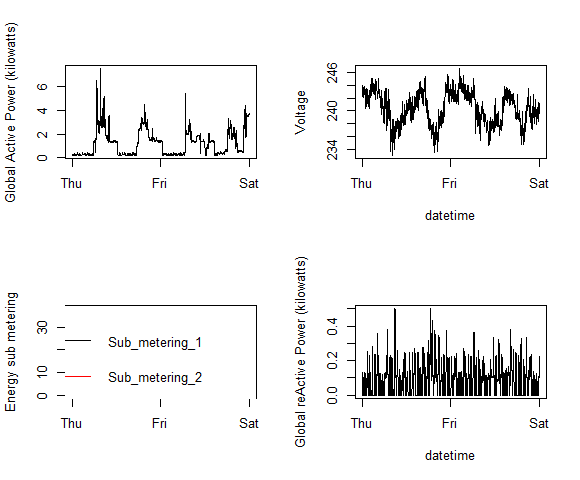 Global Active Power (kilowatts)
6
4
2
0
Thu Fri Sat
Voltage
246
240
234
Thu Fri Sat
datetime
Energy sub metering
30
10
0
Sub_metering_1
Sub_metering_2
Thu Fri Sat
Global reActive Power (kilowatts)
0.4
0.2
0.0
Thu Fri Sat
datetime